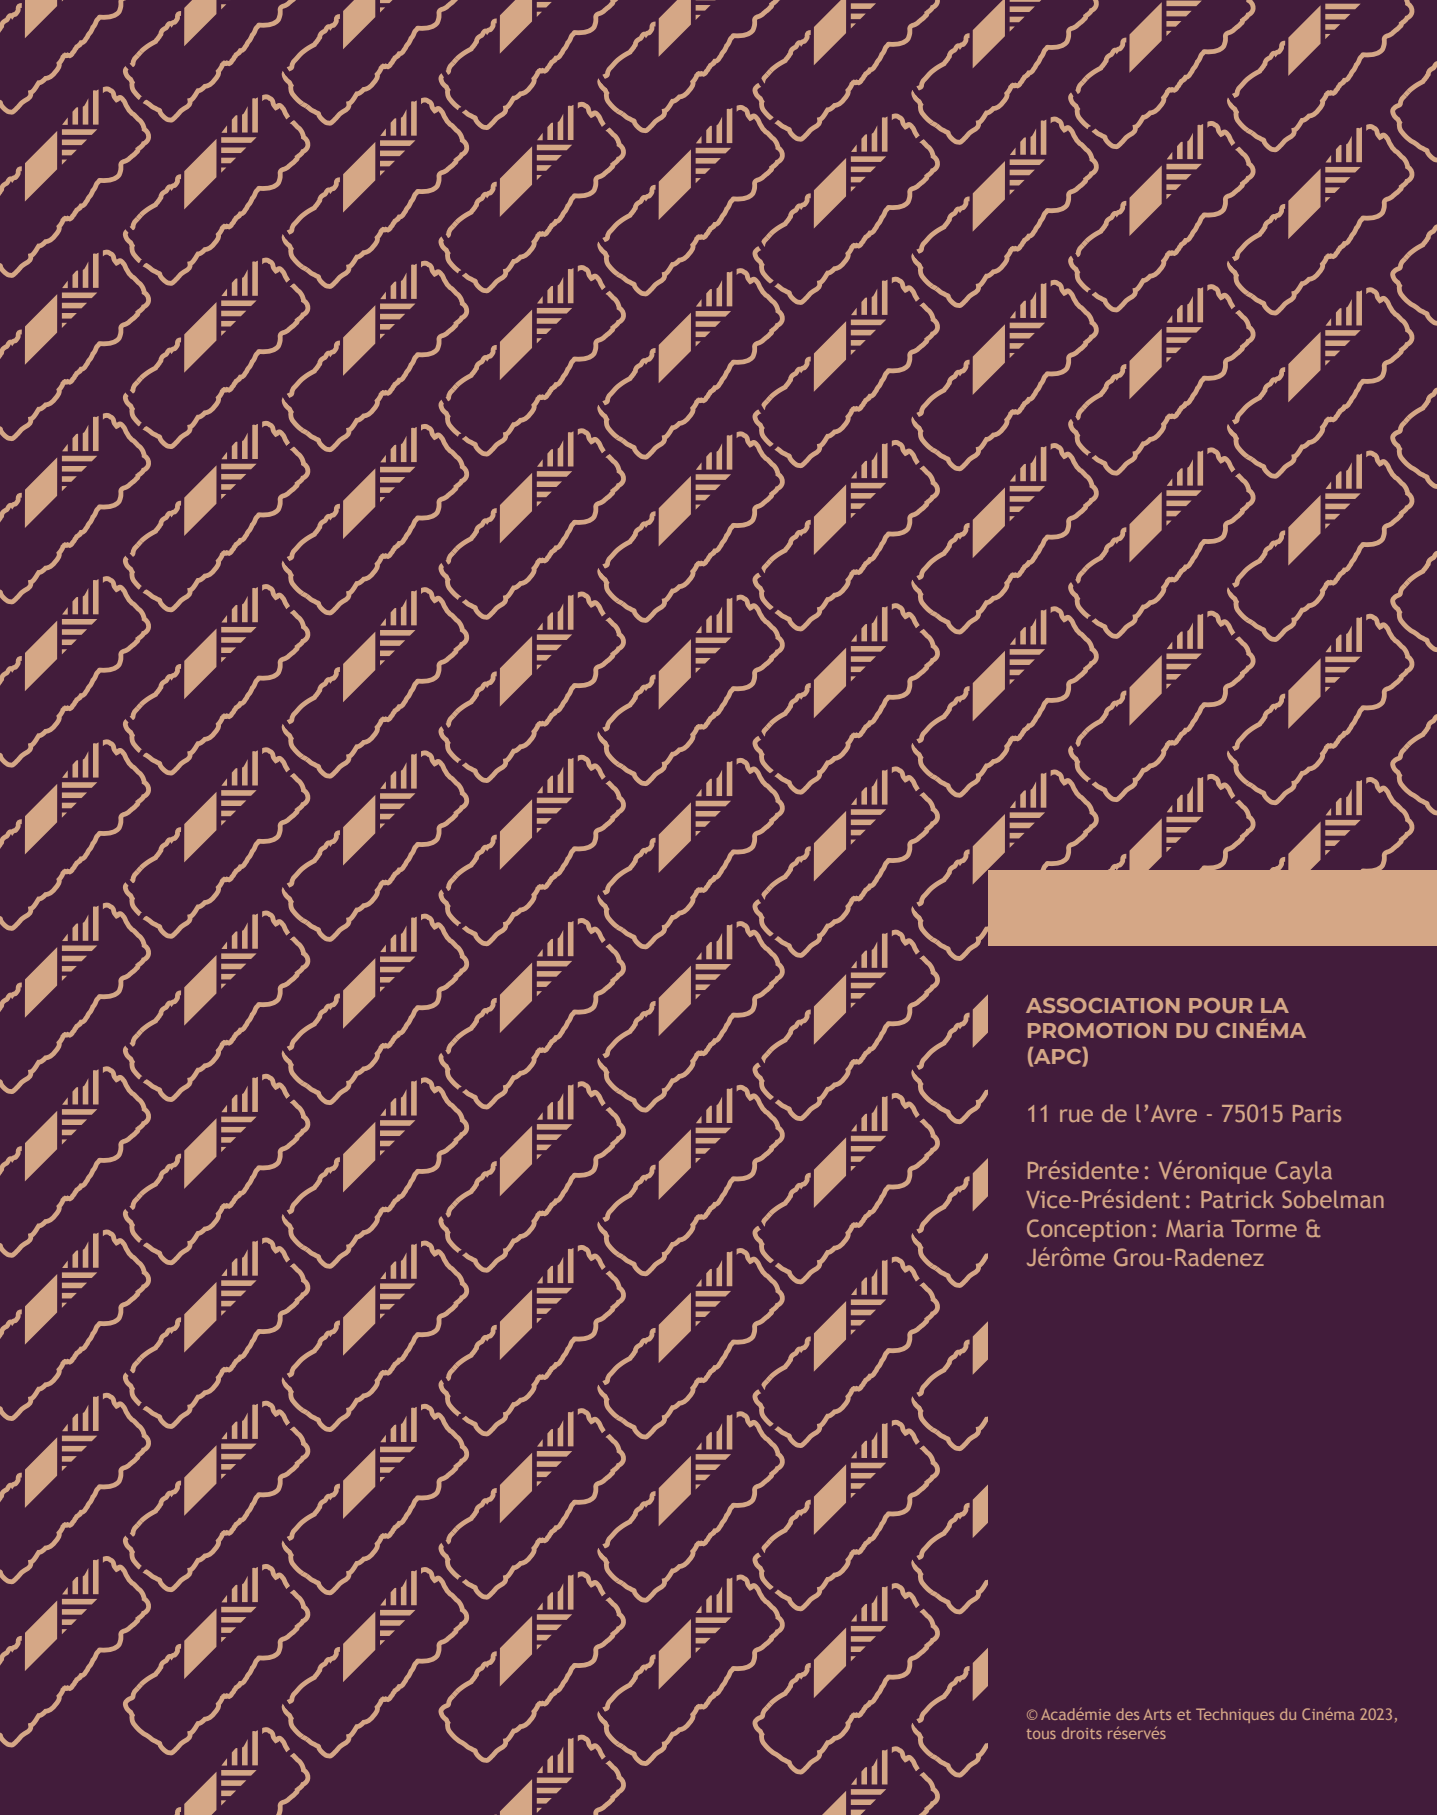 ASSOCIATION POUR LA
PROMOTION DU CINÉMA
(APC)
11 rue de l’Avre - 75015 Paris
Présidente : Véronique Cayla
Vice-Président : Patrick Sobelman
Conception : Maria Torme &
Jérôme Grou-Radenez
© Académie des Arts et Techniques du Cinéma 2023,
tous droits réservés